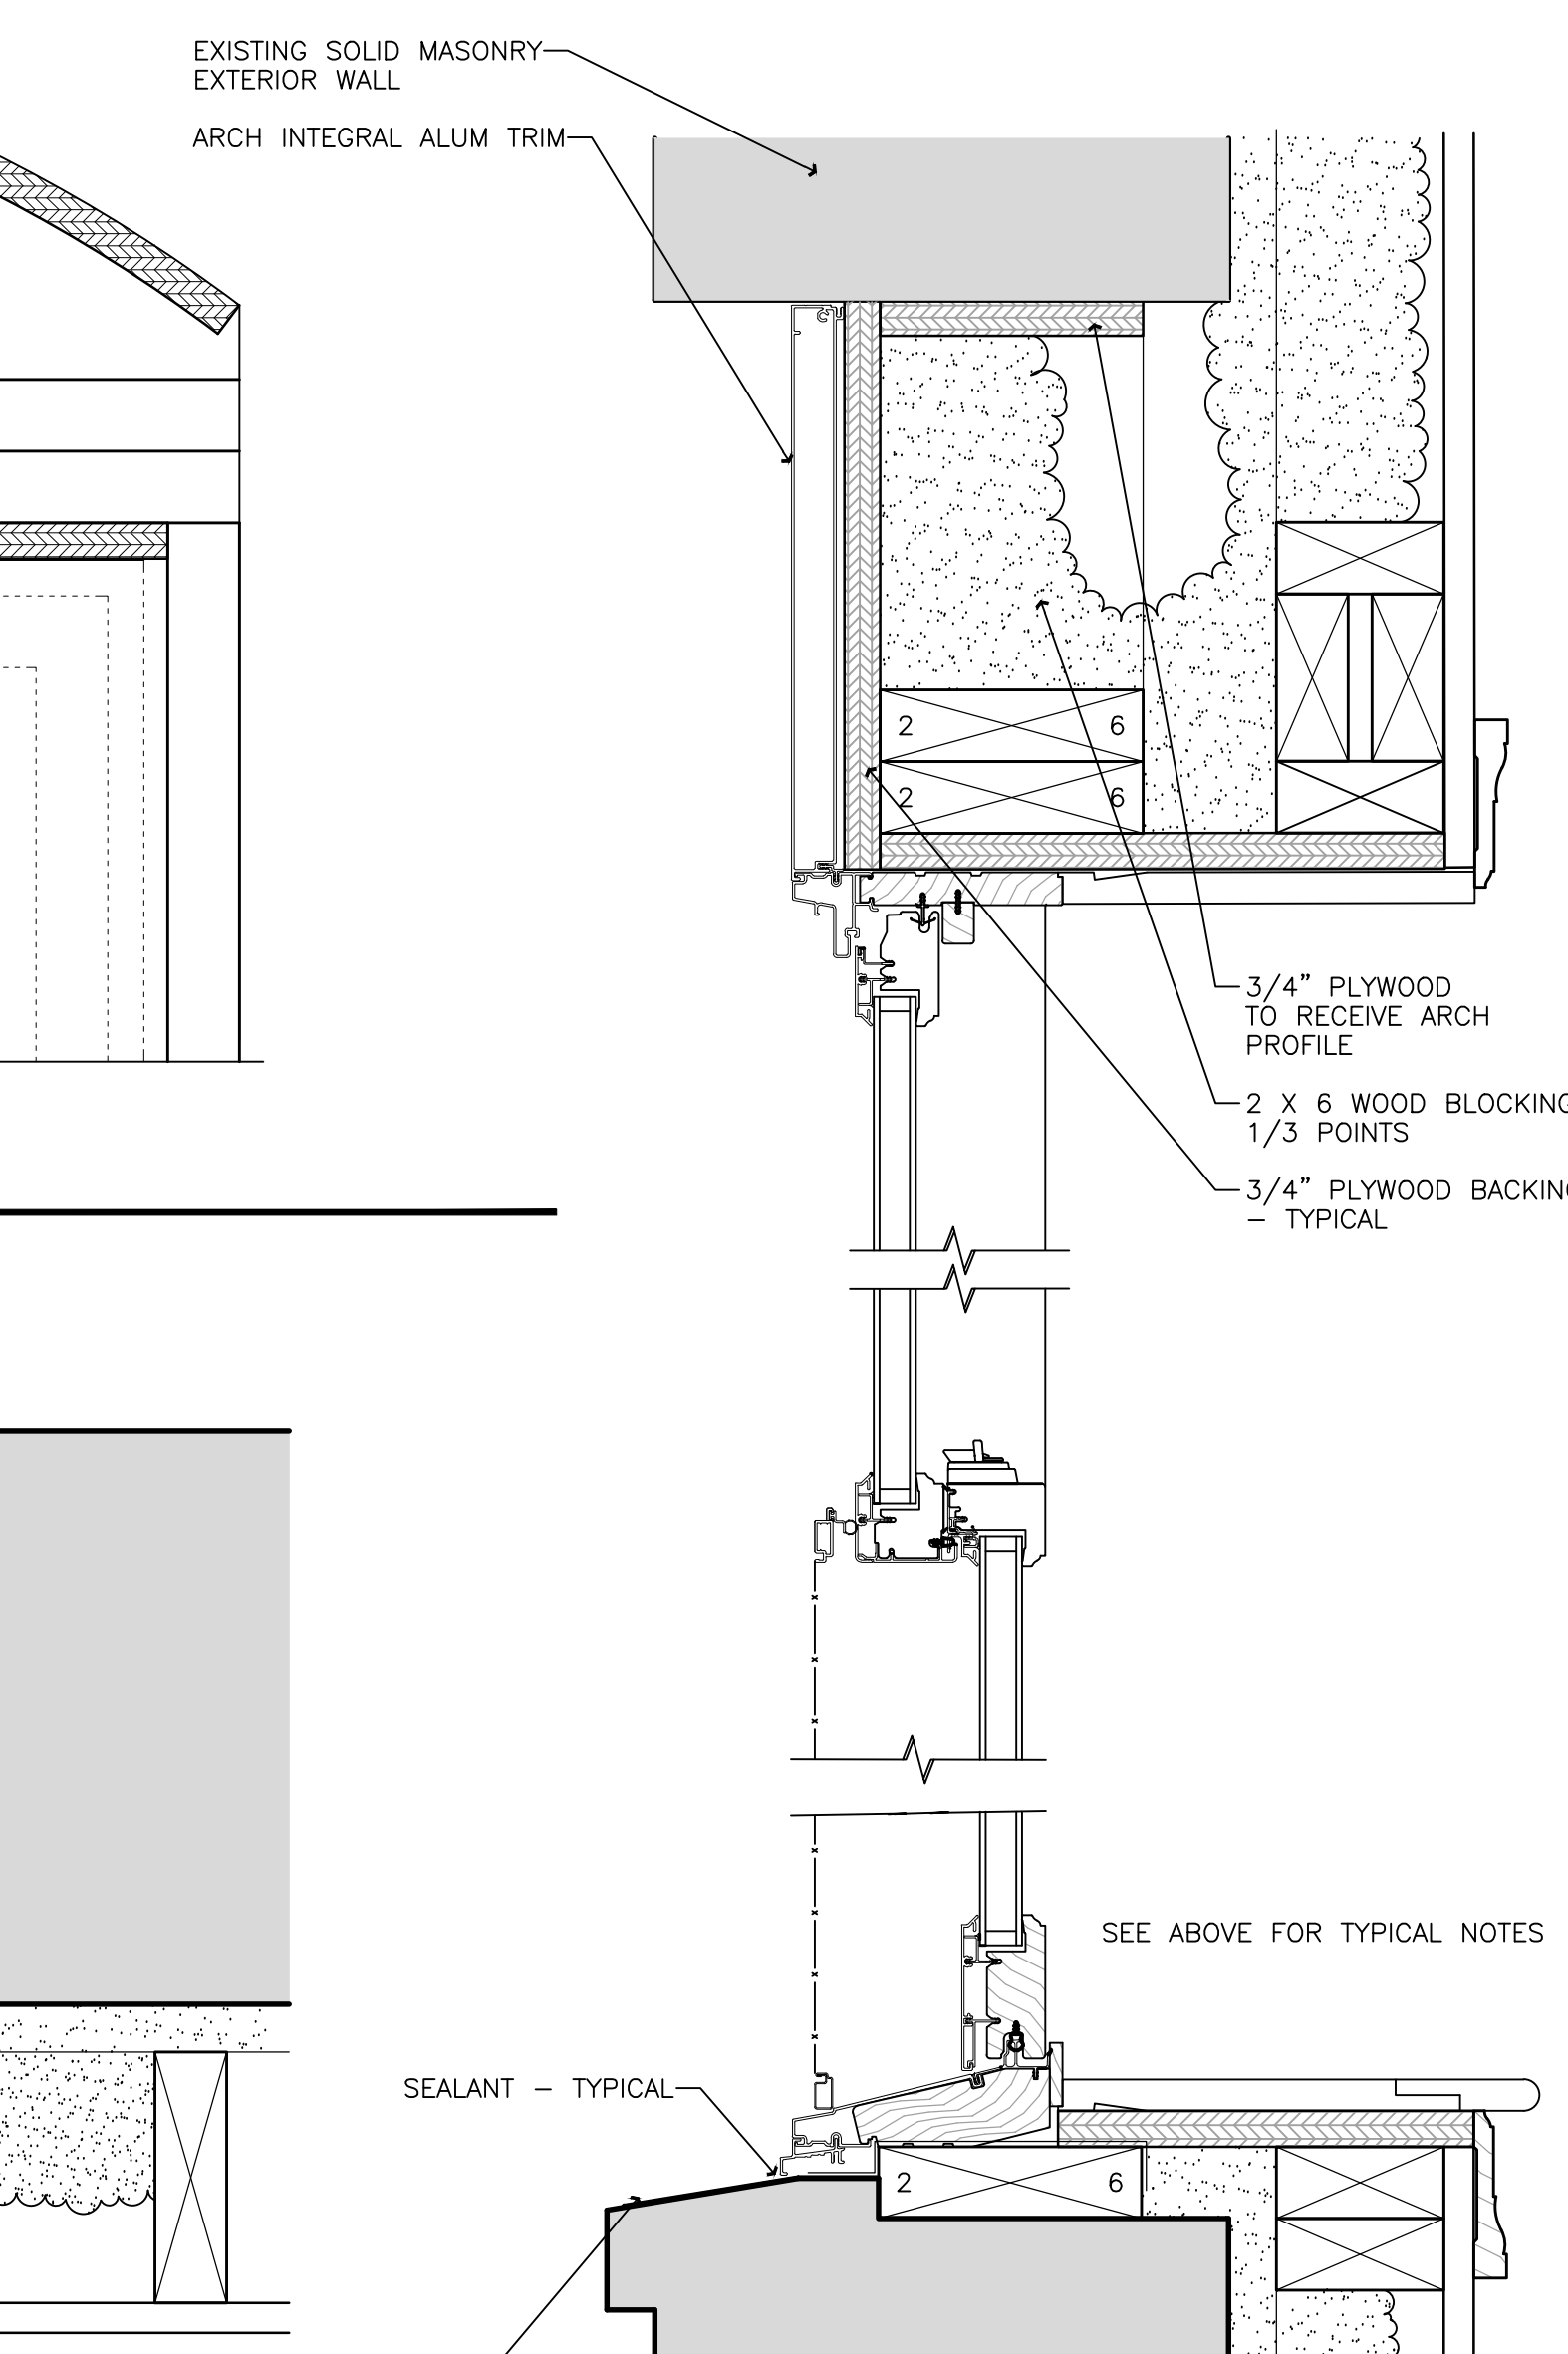 EXISTING SOLID MASONRY
EXTERIOR WALL
ARCH INTEGRAL ALUM TRIM
2 6
2 6
3/4” PLYWOOD
TO RECEIVE ARCH
PROFILE
2 X 6 WOOD BLOCKING
1/3 POINTS
3/4” PLYWOOD BACKING
– TYPICAL
SEE ABOVE FOR TYPICAL NOTES
SEALANT – TYPICAL
2 6